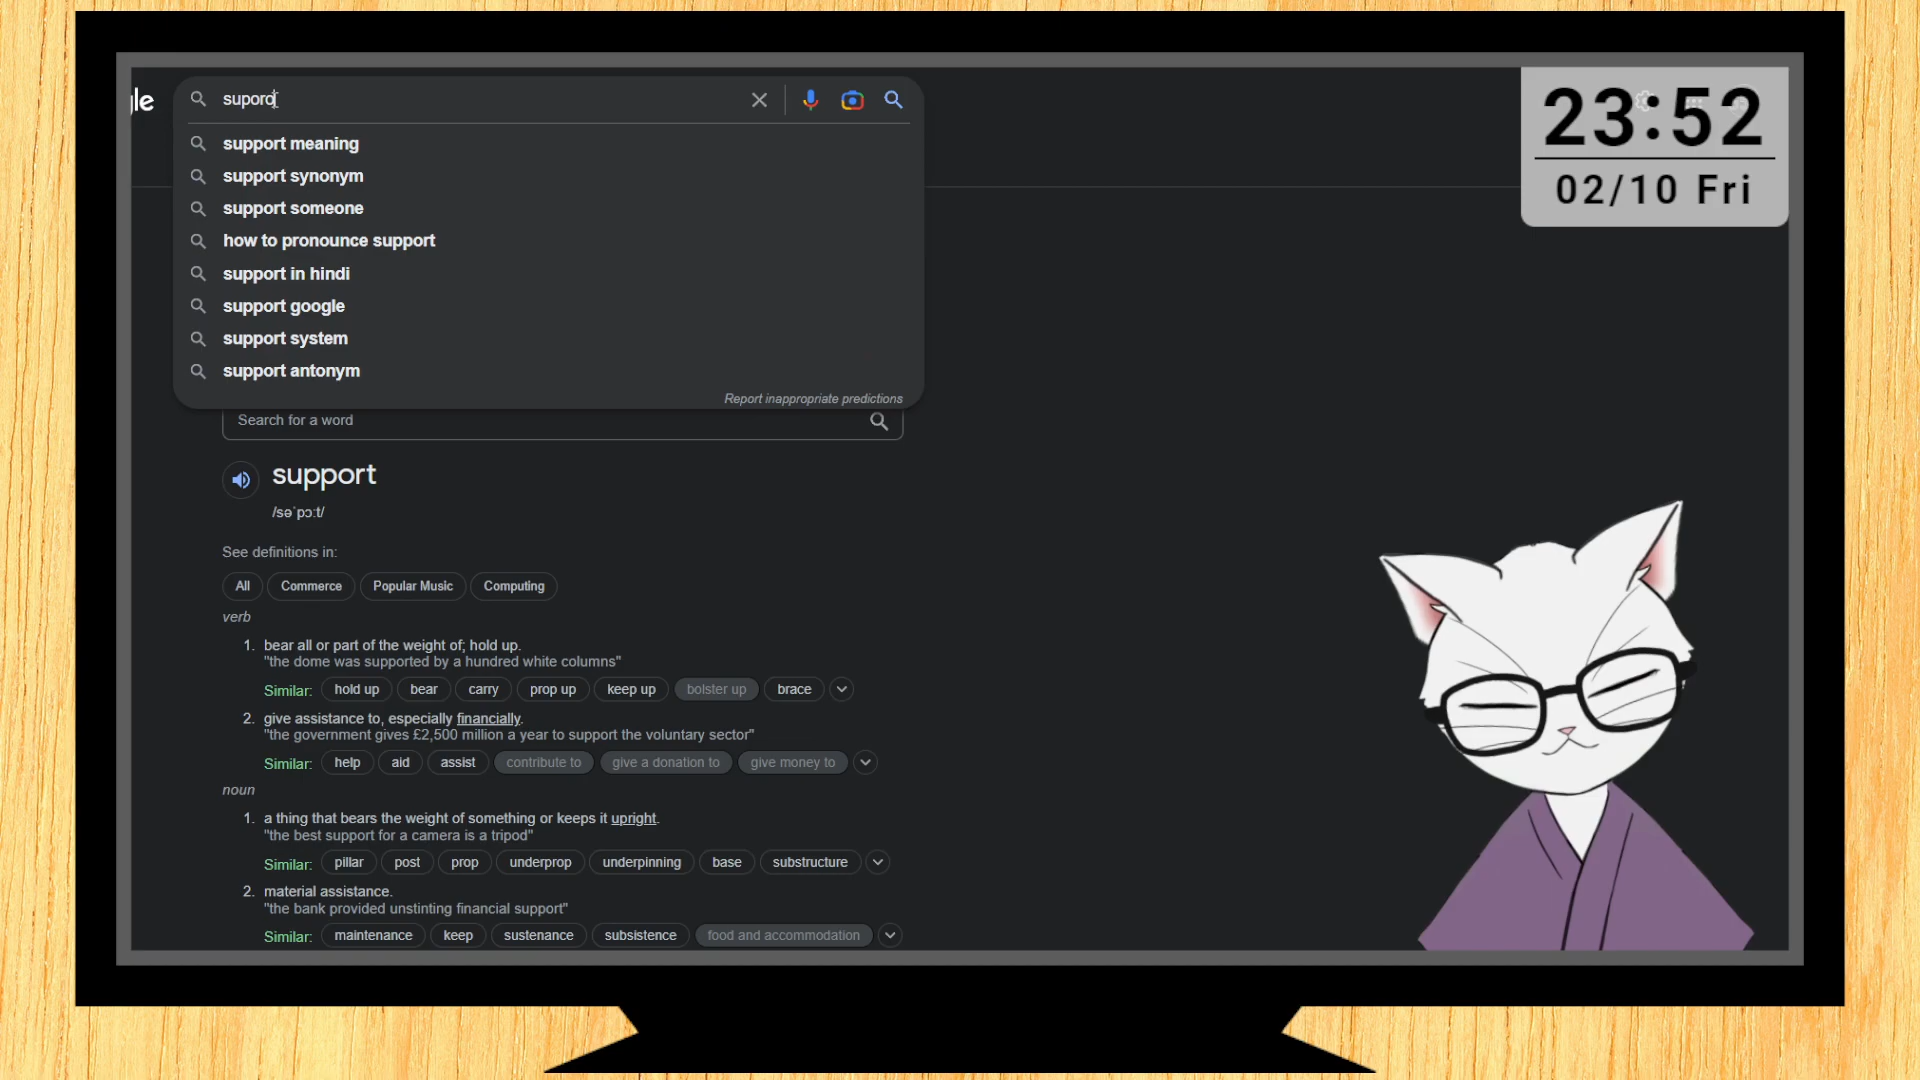 gle
suporc
23:52
02/10 Fri
support meaning
support synonym
support someone
how to pronounce support
support in hindi
support google
support system
support antonym
Report inappropriate predictions
Search for a word
support
/səˈpɔːt/
See definitions in:
All Commerce Popular Music Computing
verb
1. bear all or part of the weight of; hold up.
"the dome was supported by a hundred white columns"
Similar: hold up bear carry prop up keep up bolster up brace
2. give assistance to, especially financially.
"the government gives £2,500 million a year to support the voluntary sector"
Similar: help aid assist contribute to give a donation to give money to
noun
1. a thing that bears the weight of something or keeps it upright.
"the best support for a camera is a tripod"
Similar: pillar post prop underprop underpinning base substructure
2. material assistance.
"the bank provided unstinting financial support"
Similar: maintenance keep sustenance subsistence food and accommodation